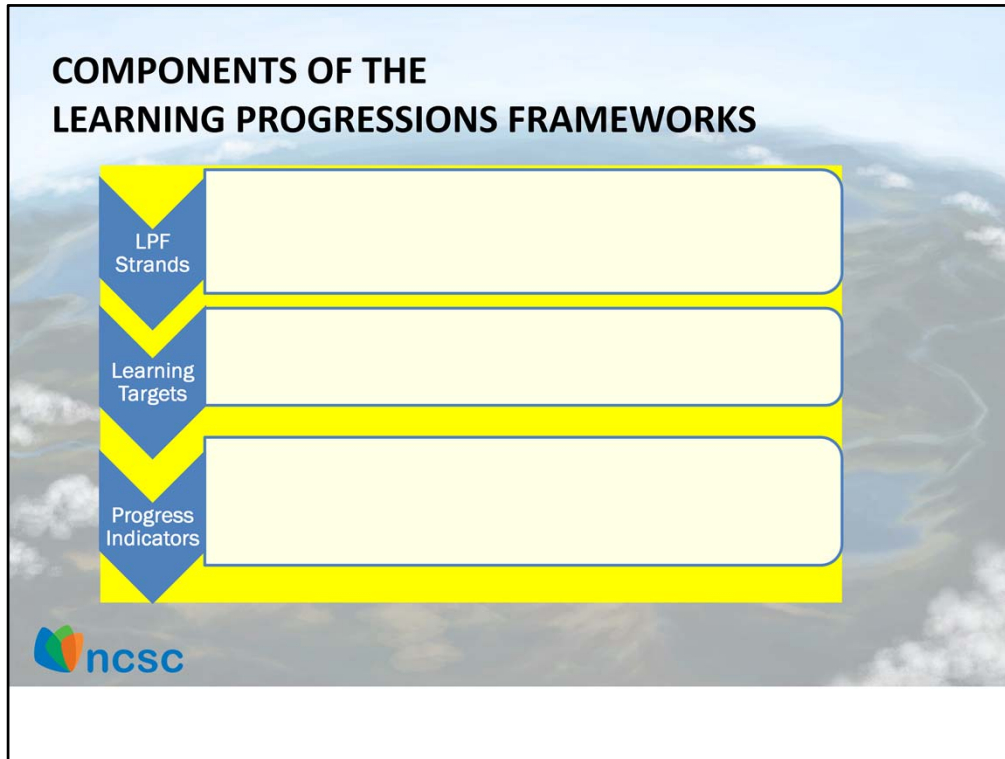 COMPONENTS OF THE
LEARNING PROGRESSIONS FRAMEWORKS
LPF
Strands
Learning
Targets
Progress
Indicators
ncsc